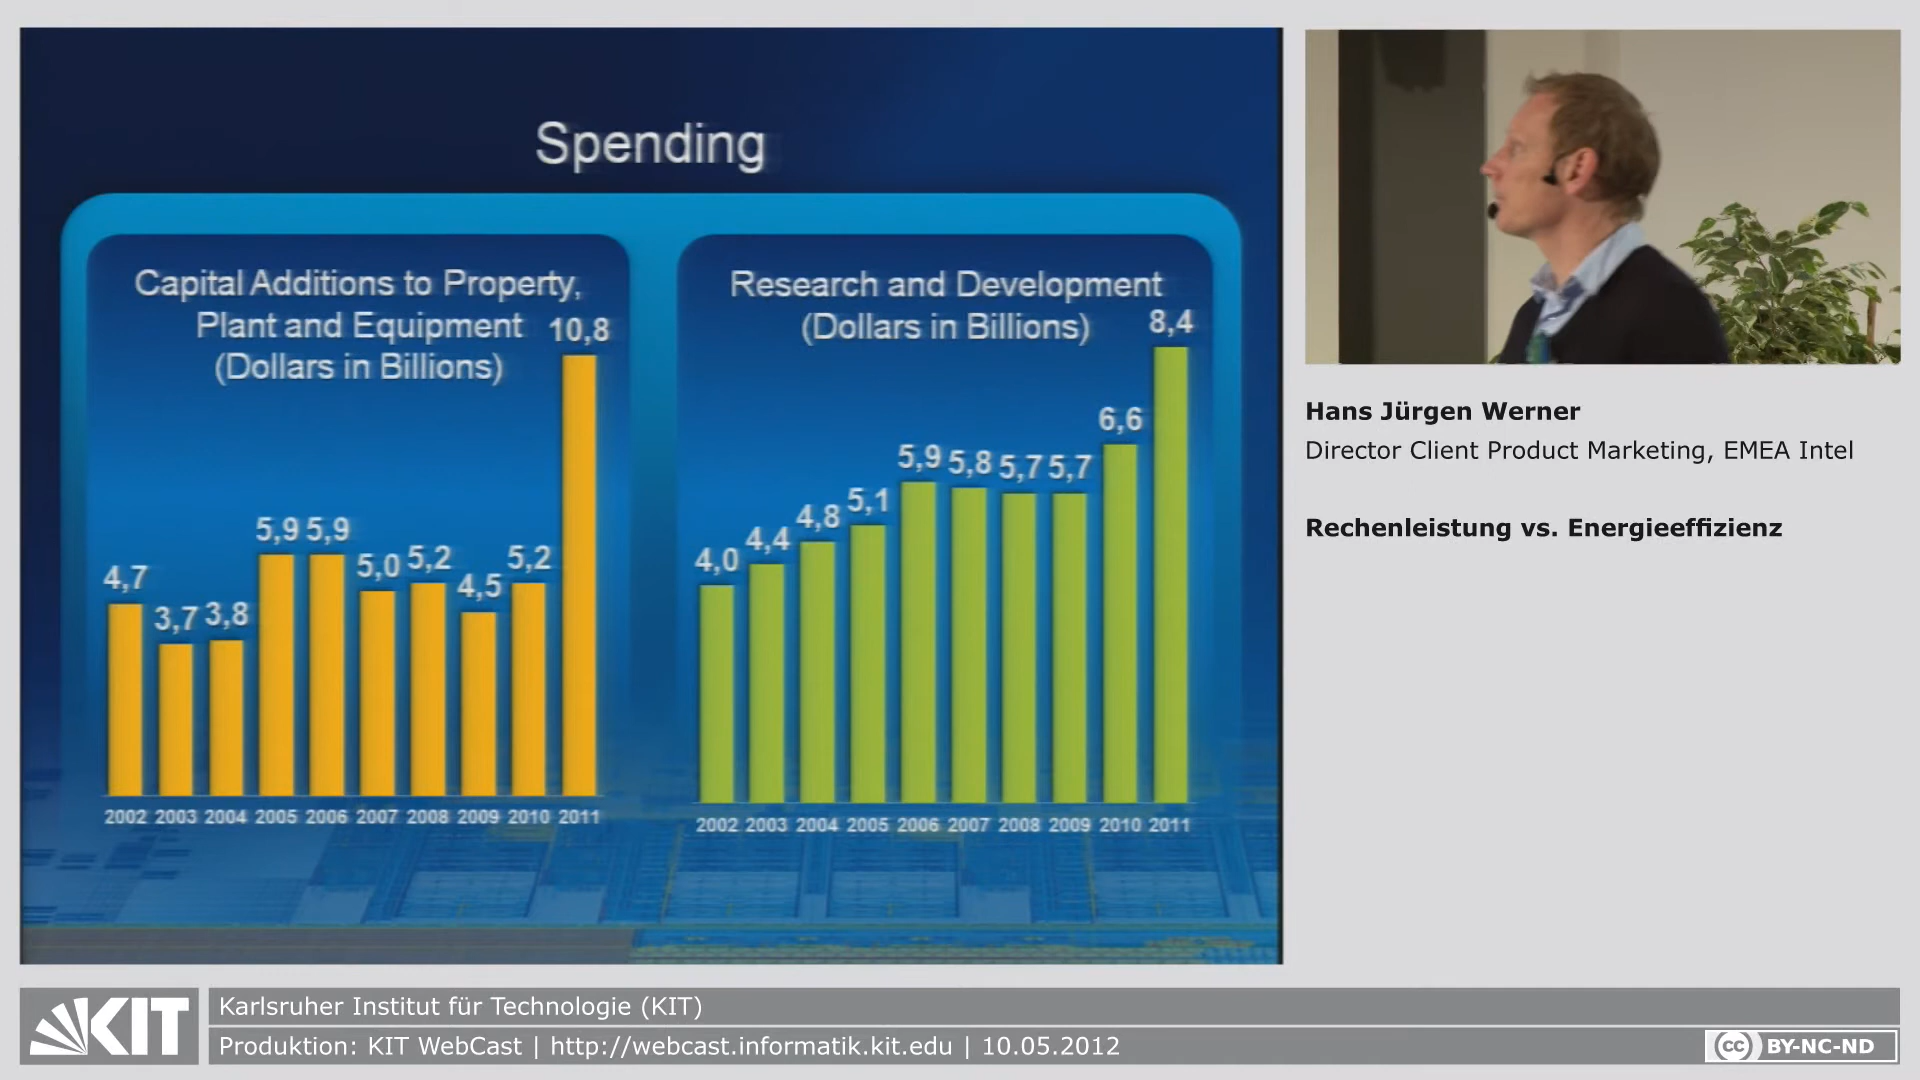 Spending
Capital Additions to Property,
Plant and Equipment
(Dollars in Billions)
4,7
3,7
3,8
5,9
5,9
5,0
5,2
4,5
5,2
10,8
2002 2003 2004 2005 2006 2007 2008 2009 2010 2011
Research and Development
(Dollars in Billions)
4,0
4,4
4,8
5,1
5,9
5,8
5,7
5,7
6,6
8,4
2002 2003 2004 2005 2006 2007 2008 2009 2010 2011
Hans Jürgen Werner
Director Client Product Marketing, EMEA Intel
Rechenleistung vs. Energieeffizienz
KIT
Karlsruher Institut für Technologie (KIT)
Produktion: KIT WebCast | http://webcast.informatik.kit.edu | 10.05.2012
cc BY-NC-ND